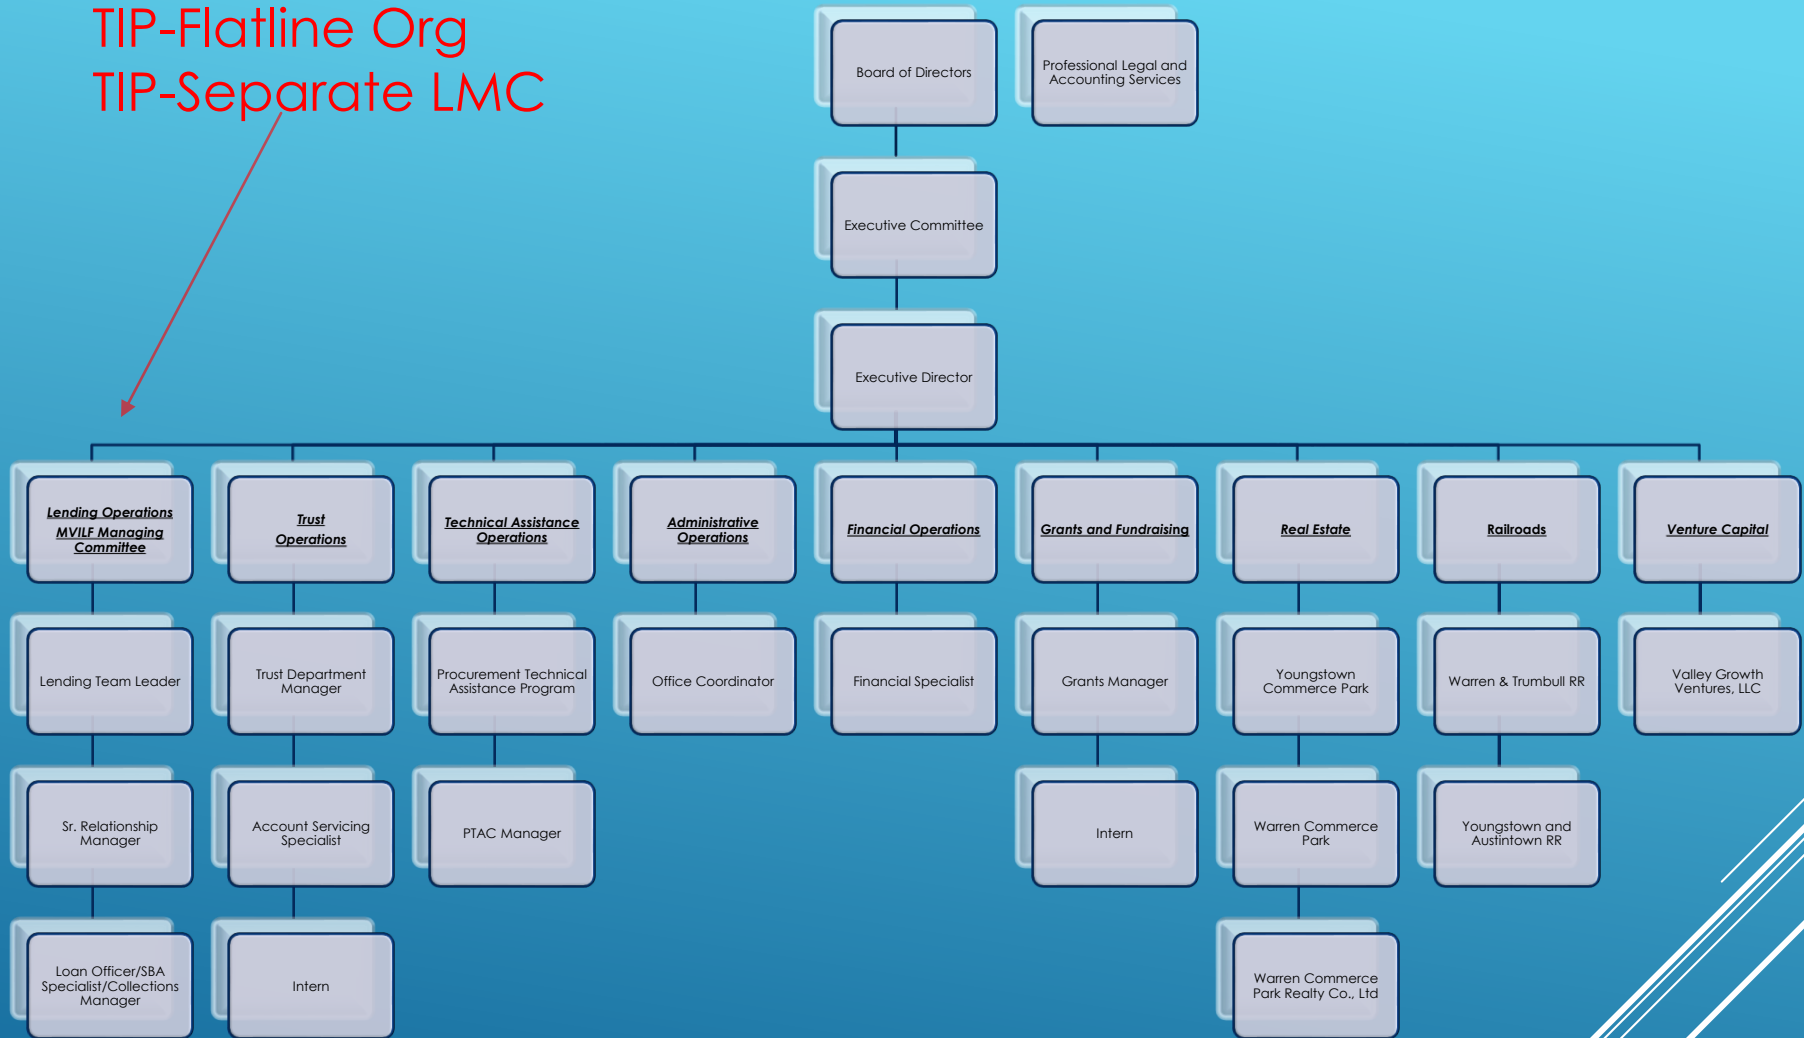 TIP-Flatline Org
TIP-Separate LMC
Board of Directors
Professional Legal and
Accounting Services
Executive Committee
Executive Director
Lending Operations
MVILF Managing
Committee
Trust
Operations
Technical Assistance
Operations
Administrative
Operations
Financial Operations
Grants and Fundraising
Real Estate
Railroads
Venture Capital
Lending Team Leader
Trust Department
Manager
Procurement Technical
Assistance Program
Office Coordinator
Financial Specialist
Grants Manager
Youngstown
Commerce Park
Warren & Trumbull RR
Valley Growth
Ventures, LLC
Sr. Relationship
Manager
Account Servicing
Specialist
PTAC Manager
Intern
Warren Commerce
Park
Youngstown and
Austintown RR
Loan Officer/SBA
Specialist/Collections
Manager
Intern
Warren Commerce
Park Realty Co., Ltd